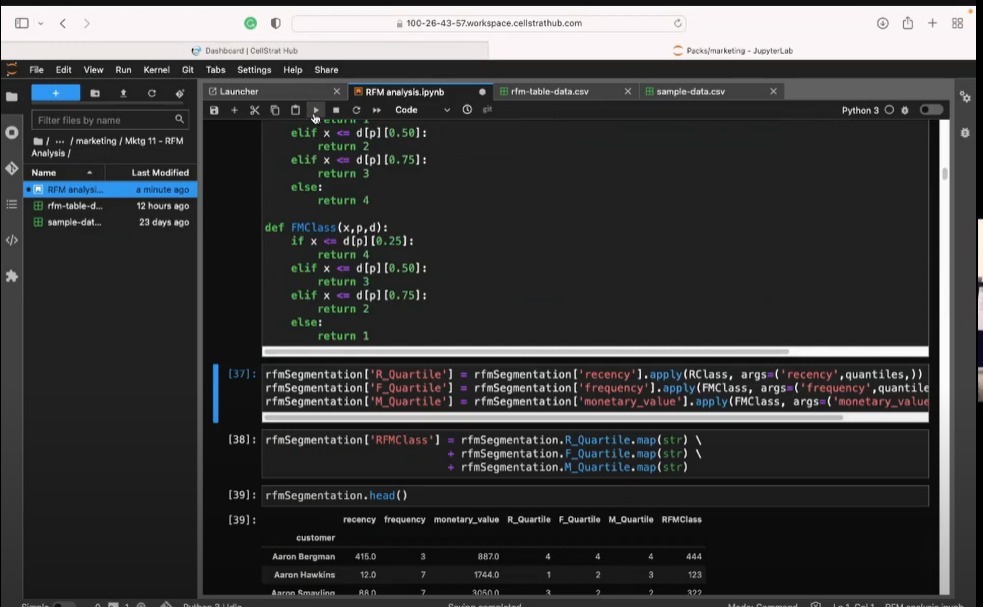 100-26-43-57.workspace.cellstrathub.com
Dashboard | CellStrat Hub
Packs/marketing - JupyterLab
File Edit View Run Kernel Git Tabs Settings Help Share
Launcher
RFM analysis.ipynb
rfm-table-data.csv
sample-data.csv
Code
git
Python 3
Filter files by name
/ ... / marketing / Mktg 11 - RFM
Analysis /
Name Last Modified
RFM analysi... a minute ago
rfm-table-d... 12 hours ago
sample-dat... 23 days ago
return 1
elif x <= d[p][0.50]:
return 2
elif x <= d[p][0.75]:
return 3
else:
return 4
def FMClass(x,p,d):
if x <= d[p][0.25]:
return 4
elif x <= d[p][0.50]:
return 3
elif x <= d[p][0.75]:
return 2
else:
return 1
[37]: rfmSegmentation['R_Quartile'] = rfmSegmentation['recency'].apply(RClass, args=('recency',quantiles,))
rfmSegmentation['F_Quartile'] = rfmSegmentation['frequency'].apply(FMClass, args=('frequency',quantile
rfmSegmentation['M_Quartile'] = rfmSegmentation['monetary_value'].apply(FMClass, args=('monetary_value
[38]: rfmSegmentation['RFMClass'] = rfmSegmentation.R_Quartile.map(str) \
+ rfmSegmentation.F_Quartile.map(str) \
+ rfmSegmentation.M_Quartile.map(str)
[39]: rfmSegmentation.head()
[39]:
recency frequency monetary_value R_Quartile F_Quartile M_Quartile RFMClass
customer
Aaron Bergman 415.0 3 887.0 4 4 4 444
Aaron Hawkins 12.0 7 1744.0 1 2 3 123
Aaron Smayling 88.0 7 3050.0 3 2 2 322
Simple 0 1 Python 3 | Idle Saving completed Mode: Command Ln 1, Col 1 RFM analysis.ipynb